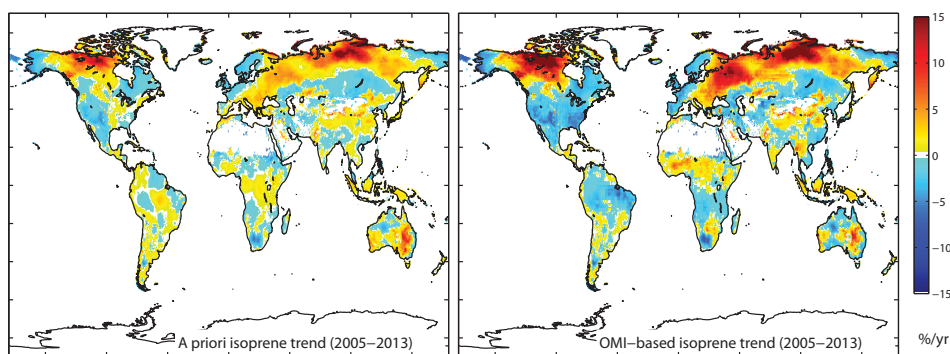 A priori isoprene trend (2005−2013)
OMI−based isoprene trend (2005−2013)
15
10
5
0
−5
−10
−15
%/yr